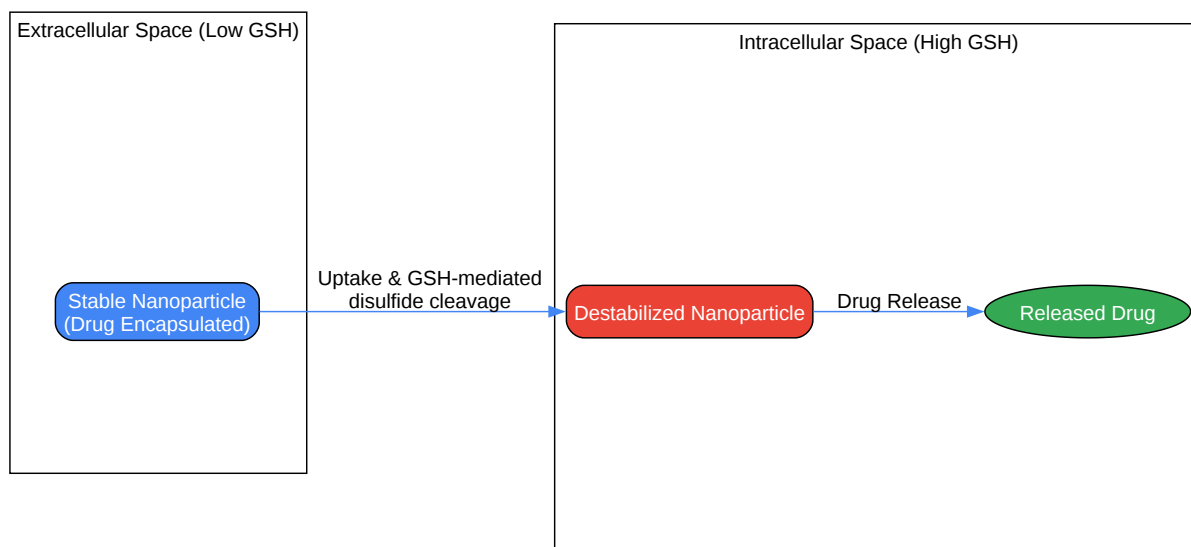 Extracellular Space (Low GSH)
Intracellular Space (High GSH)
Stable Nanoparticle
(Drug Encapsulated)
Uptake & GSH-mediated
disulfide cleavage
Destabilized Nanoparticle
Drug Release
Released Drug